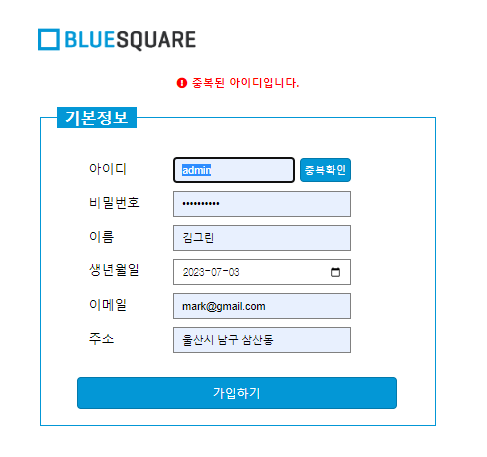 BLUESQUARE
중복된 아이디입니다.
기본정보
아이디 admin 중복확인
비밀번호 ••••••••••
이름 김그린
생년월일 2023-07-03
이메일 mark@gmail.com
주소 울산시 남구 삼산동
가입하기